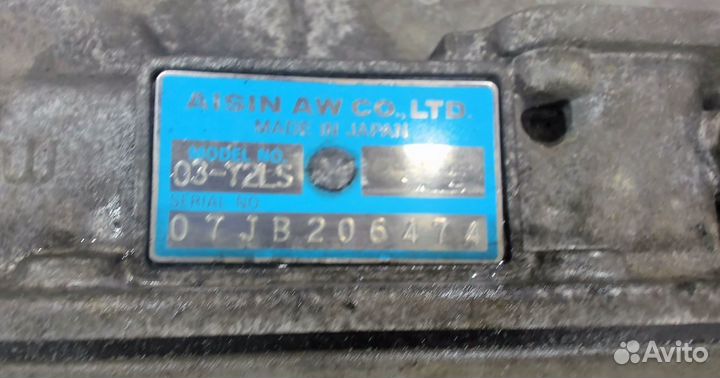 AISIN AW CO., LTD.
MADE IN JAPAN
MODEL NO.
03-72LS
SERIAL NO.
07JB206474
Avito